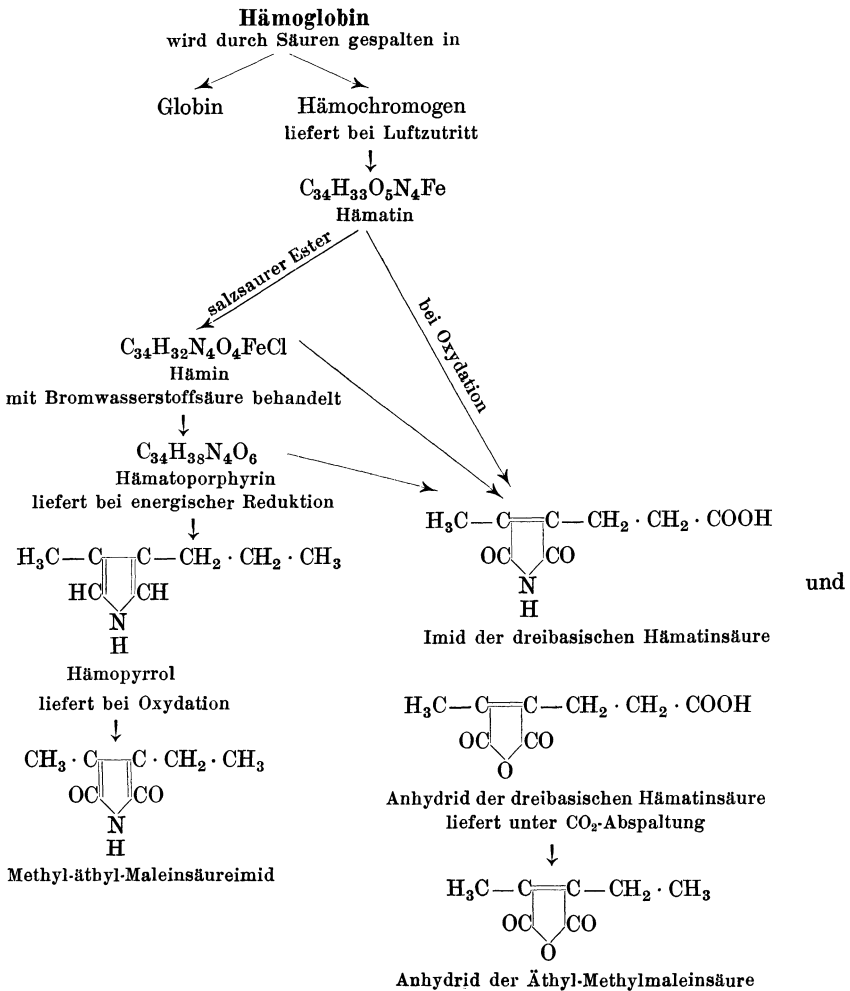 Hämoglobin
wird durch Säuren gespalten in
Globin
Hämochromogen
liefert bei Luftzutritt
C₃₄H₃₃O₅N₄Fe
Hämatin
salzsaurer Ester
bei Oxydation
C₃₄H₃₂N₄O₄FeCl
Hämin
mit Bromwasserstoffsäure behandelt
C₃₄H₃₈N₄O₆
Hämatoporphyrin
liefert bei energischer Reduktion
H₃C—C C—CH₂·CH₂·CH₃
HC CH
N
H
Hämopyrrol
liefert bei Oxydation
CH₃·C C·CH₂·CH₃
OC CO
N
H
Methyl-äthyl-Maleinsäureimid
H₃C—C=C—CH₂·CH₂·COOH
OC CO
N
H
und
Imid der dreibasischen Hämatinsäure
H₃C—C=C—CH₂·CH₂·COOH
OC CO
O
Anhydrid der dreibasischen Hämatinsäure
liefert unter CO₂-Abspaltung
H₃C—C=C—CH₂·CH₃
OC CO
O
Anhydrid der Äthyl-Methylmaleinsäure